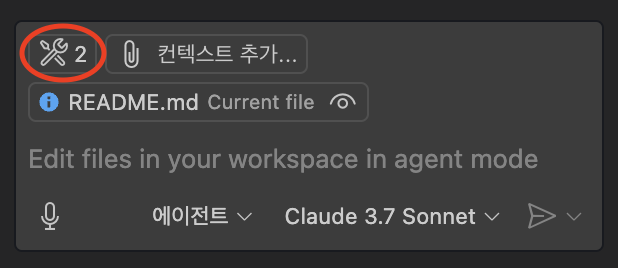 2 컨텍스트 추가...
README.md Current file
Edit files in your workspace in agent mode
에이전트 Claude 3.7 Sonnet